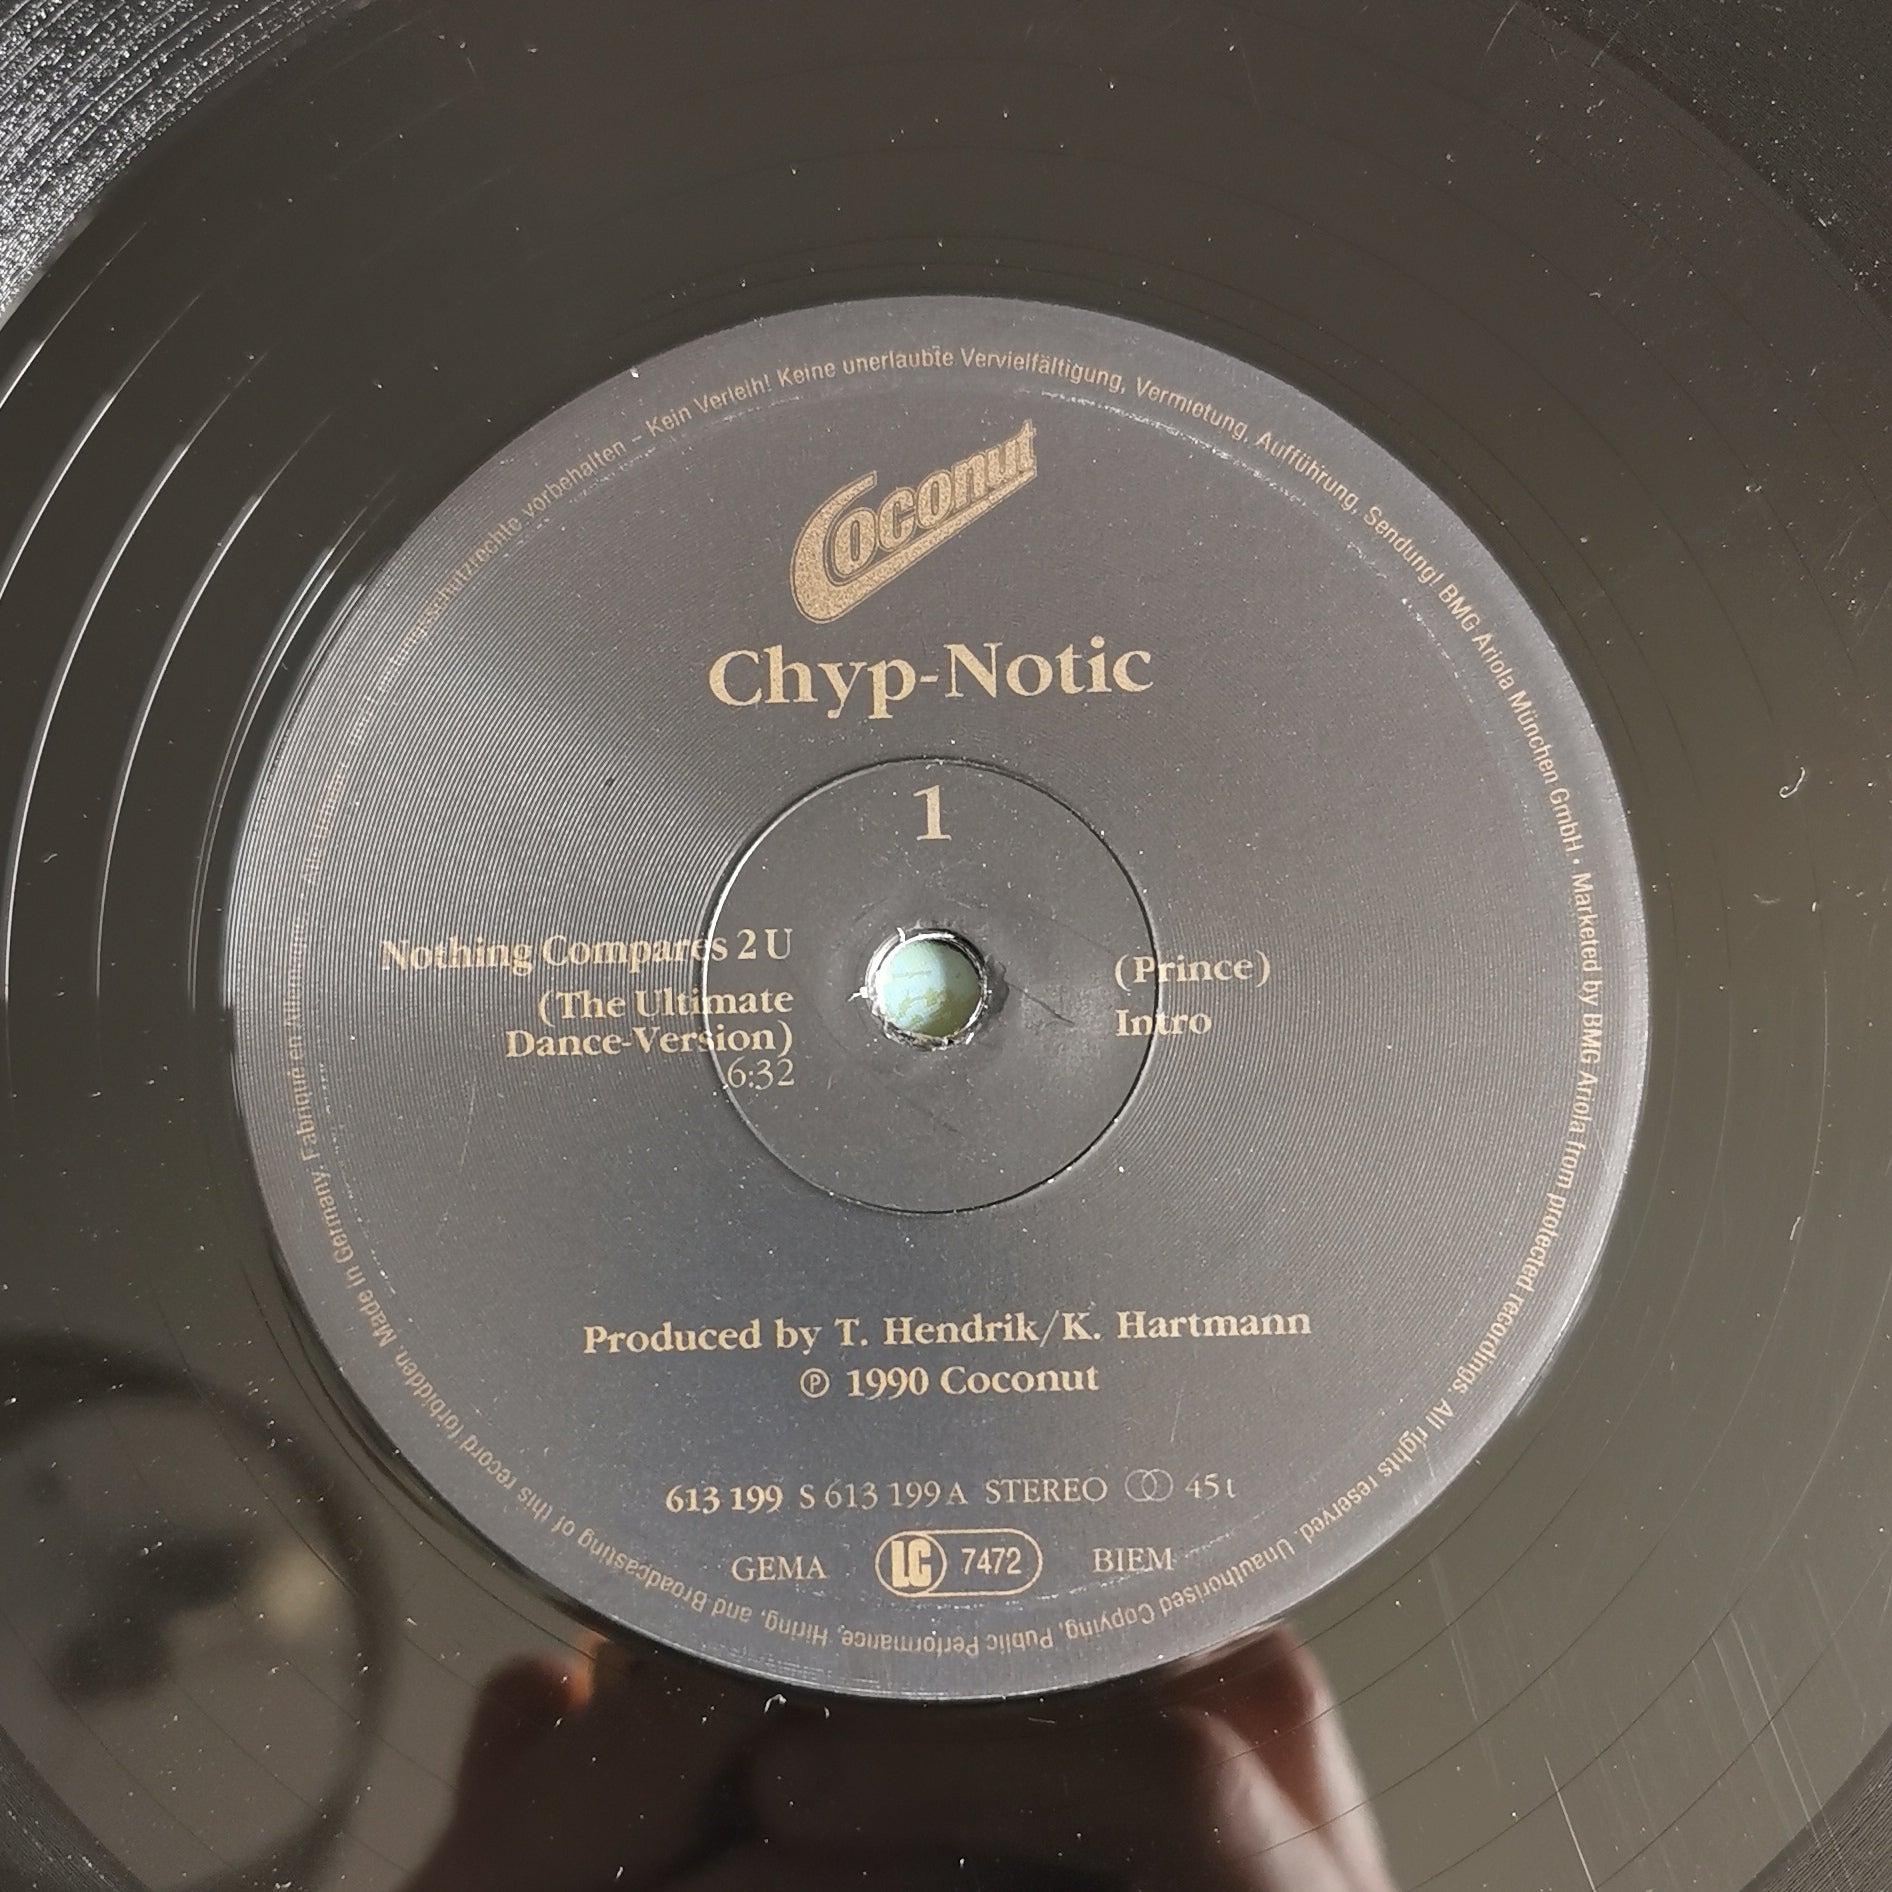 Coconut
Chyp-Notic
1
Nothing Compares 2 U
(The Ultimate
Dance-Version)
6:32
(Prince)
Intro
Produced by T. Hendrik/K. Hartmann
℗ 1990 Coconut
613 199 S 613 199 A STEREO 45 t
GEMA LC 7472 BIEM
vorbehalten – Kein Verleih! Keine unerlaubte Vervielfältigung, Vermietung, Aufführung, Sendung! BMG Ariola München GmbH · Marketed by BMG Ariola from protected recordings. All rights reserved. Unauthorised Copying, Public Performance, Hiring, and Broadcasting of this record forbidden. Made in Germany. Fabriqué en